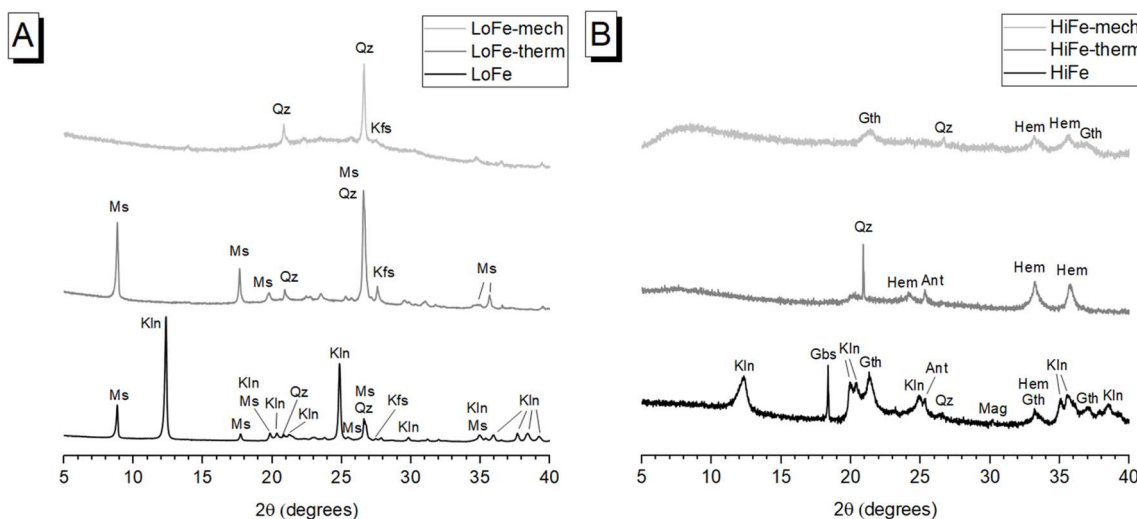 A
LoFe-mech
LoFe-therm
LoFe
Qz
Qz
Kfs
Ms
Ms
Qz
Ms
Ms
Qz
Kfs
Ms
Kln
Ms
Kln
Ms
Ms
Kln
Qz
Kln
Kln
Ms
Ms
Qz
Kfs
Kln
Kln
Ms
Kln
5 10 15 20 25 30 35 40
2θ (degrees)
B
HiFe-mech
HiFe-therm
HiFe
Gth
Qz
Hem
Hem
Gth
Qz
Hem
Ant
Hem
Hem
Kln
Gbs
Kln
Gth
Kln
Ant
Qz
Mag
Hem
Gth
Kln
Gth
Kln
5 10 15 20 25 30 35 40
2θ (degrees)